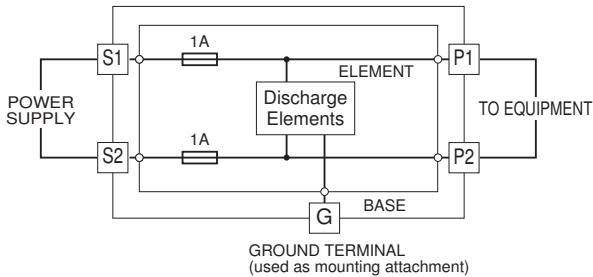 1A
S1
P1
ELEMENT
Discharge
Elements
POWER
SUPPLY
TO EQUIPMENT
1A
S2
P2
G
BASE
GROUND TERMINAL
(used as mounting attachment)